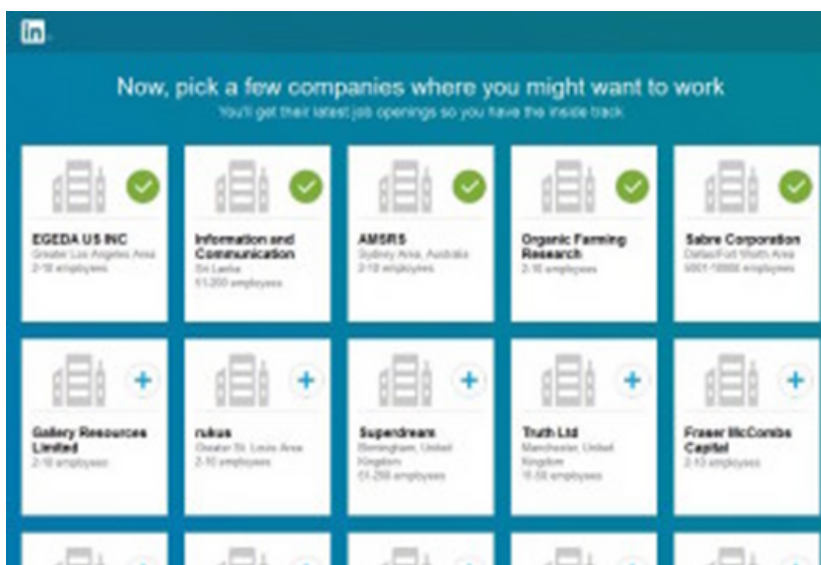 in
Now, pick a few companies where you might want to work
You'll get their latest job openings so you have the inside track
EGEDA US INC
Greater Los Angeles Area
2-10 employees
Information and
Communication
Sri Lanka
51-200 employees
AMSRS
Sydney Area, Australia
2-10 employees
Organic Farming
Research
2-10 employees
Sabre Corporation
Dallas/Fort Worth Area
5001-10000 employees
Gallery Resources
Limited
2-10 employees
rukus
Greater St. Louis Area
2-10 employees
Superdream
Birmingham, United
Kingdom
51-200 employees
Truth Ltd
Manchester, United
Kingdom
11-50 employees
Fraser McCombs
Capital
2-10 employees